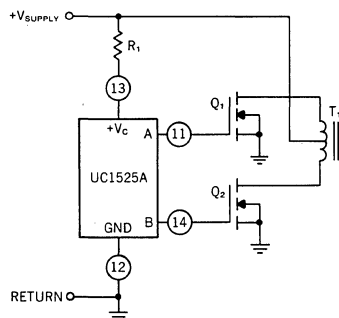 +VSUPPLY
R1
13
Q1
T1
+VC
A
11
UC1525A
Q2
B
14
GND
12
RETURN